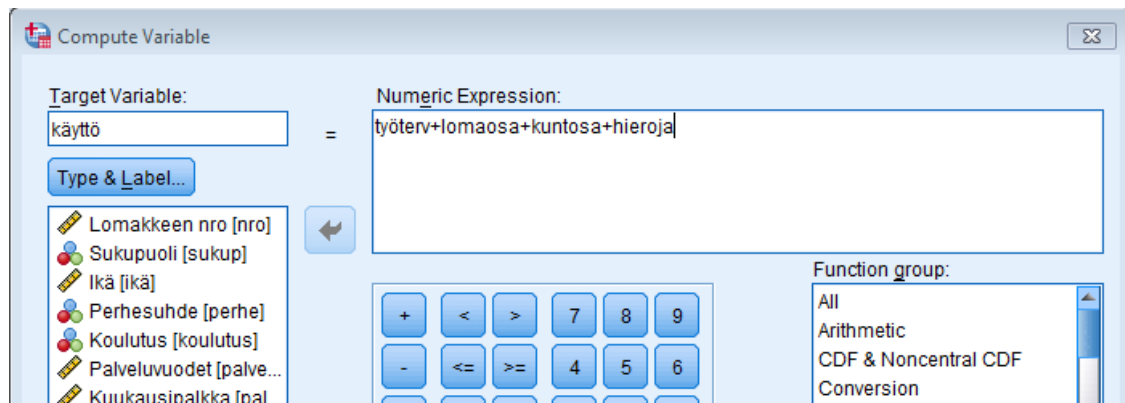 Compute Variable
Target Variable:
käyttö
=
Numeric Expression:
työterv+lomaosa+kuntosa+hieroja
Type & Label...
Lomakkeen nro [nro]
Sukupuoli [sukup]
Ikä [ikä]
Perhesuhde [perhe]
Koulutus [koulutus]
Palveluvuodet [palve...
Kuukausipalkka [pal
+ < > 7 8 9
- <= >= 4 5 6
Function group:
All
Arithmetic
CDF & Noncentral CDF
Conversion